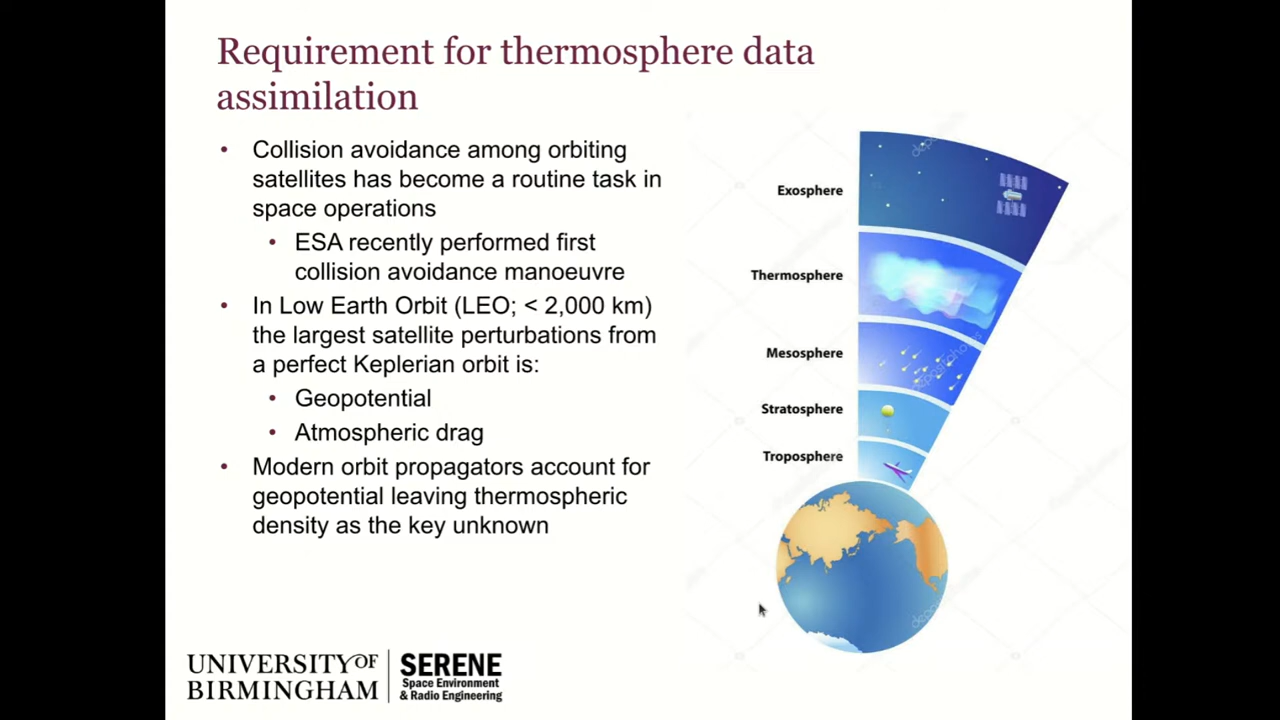 Requirement for thermosphere data
assimilation
• Collision avoidance among orbiting
satellites has become a routine task in
space operations
• ESA recently performed first
collision avoidance manoeuvre
• In Low Earth Orbit (LEO; < 2,000 km)
the largest satellite perturbations from
a perfect Keplerian orbit is:
• Geopotential
• Atmospheric drag
• Modern orbit propagators account for
geopotential leaving thermospheric
density as the key unknown
Exosphere
Thermosphere
Mesosphere
Stratosphere
Troposphere
UNIVERSITY OF
BIRMINGHAM
SERENE
Space Environment
& Radio Engineering